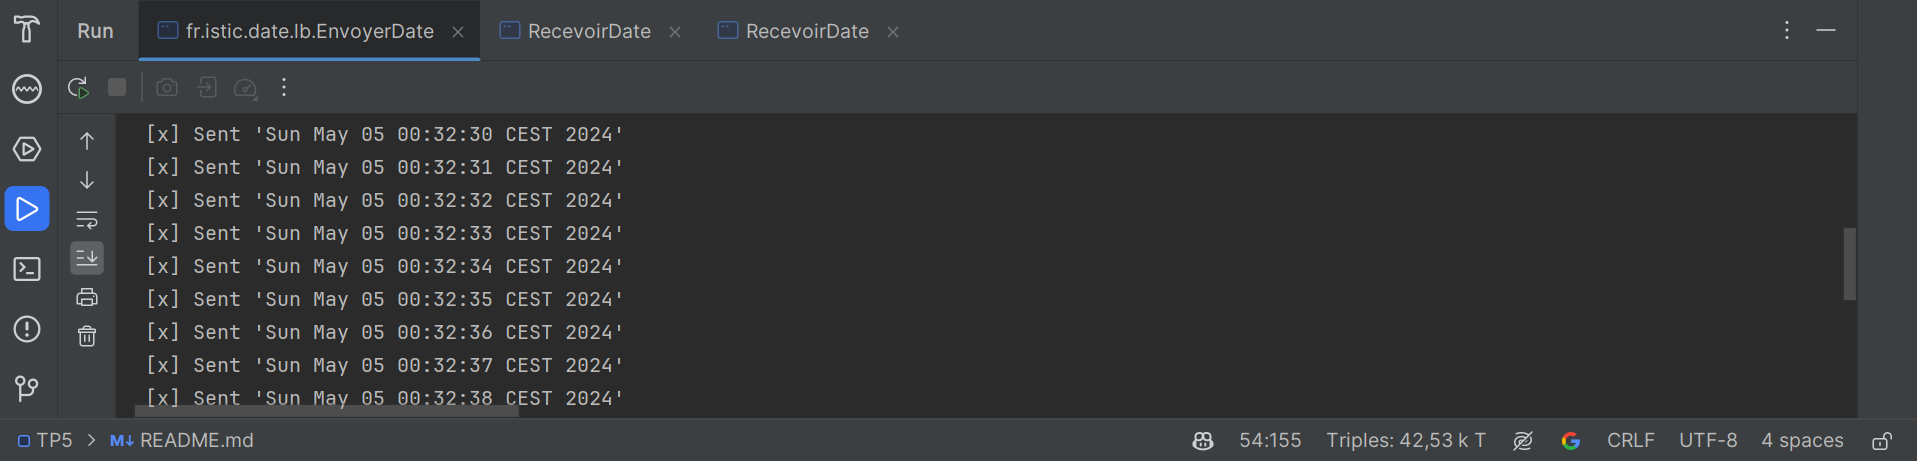 Run fr.istic.date.lb.EnvoyerDate RecevoirDate RecevoirDate
[x] Sent 'Sun May 05 00:32:30 CEST 2024'
[x] Sent 'Sun May 05 00:32:31 CEST 2024'
[x] Sent 'Sun May 05 00:32:32 CEST 2024'
[x] Sent 'Sun May 05 00:32:33 CEST 2024'
[x] Sent 'Sun May 05 00:32:34 CEST 2024'
[x] Sent 'Sun May 05 00:32:35 CEST 2024'
[x] Sent 'Sun May 05 00:32:36 CEST 2024'
[x] Sent 'Sun May 05 00:32:37 CEST 2024'
[x] Sent 'Sun May 05 00:32:38 CEST 2024'
TP5 > M↓ README.md 54:155 Triples: 42,53 k T CRLF UTF-8 4 spaces